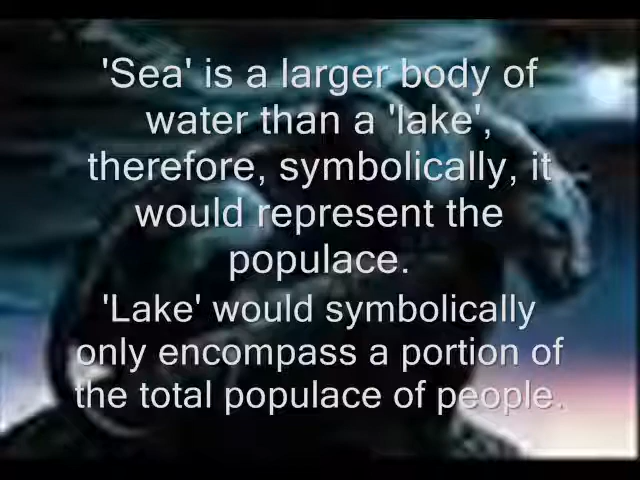 'Sea' is a larger body of
water than a 'lake',
therefore, symbolically, it
would represent the
populace.
'Lake' would symbolically
only encompass a portion of
the total populace of people.